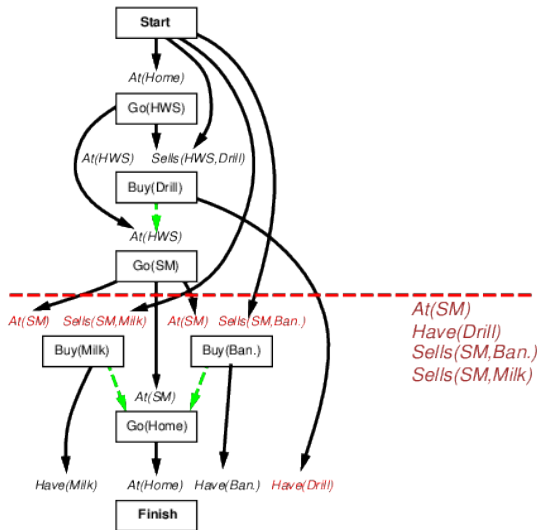 Start
At(Home)
Go(HWS)
At(HWS) Sells(HWS,Drill)
Buy(Drill)
At(HWS)
Go(SM)
At(SM) Sells(SM,Milk) At(SM) Sells(SM,Ban.)
Buy(Milk) Buy(Ban.)
At(SM)
Go(Home)
Have(Milk) At(Home) Have(Ban.) Have(Drill)
Finish
At(SM)
Have(Drill)
Sells(SM,Ban.)
Sells(SM,Milk)